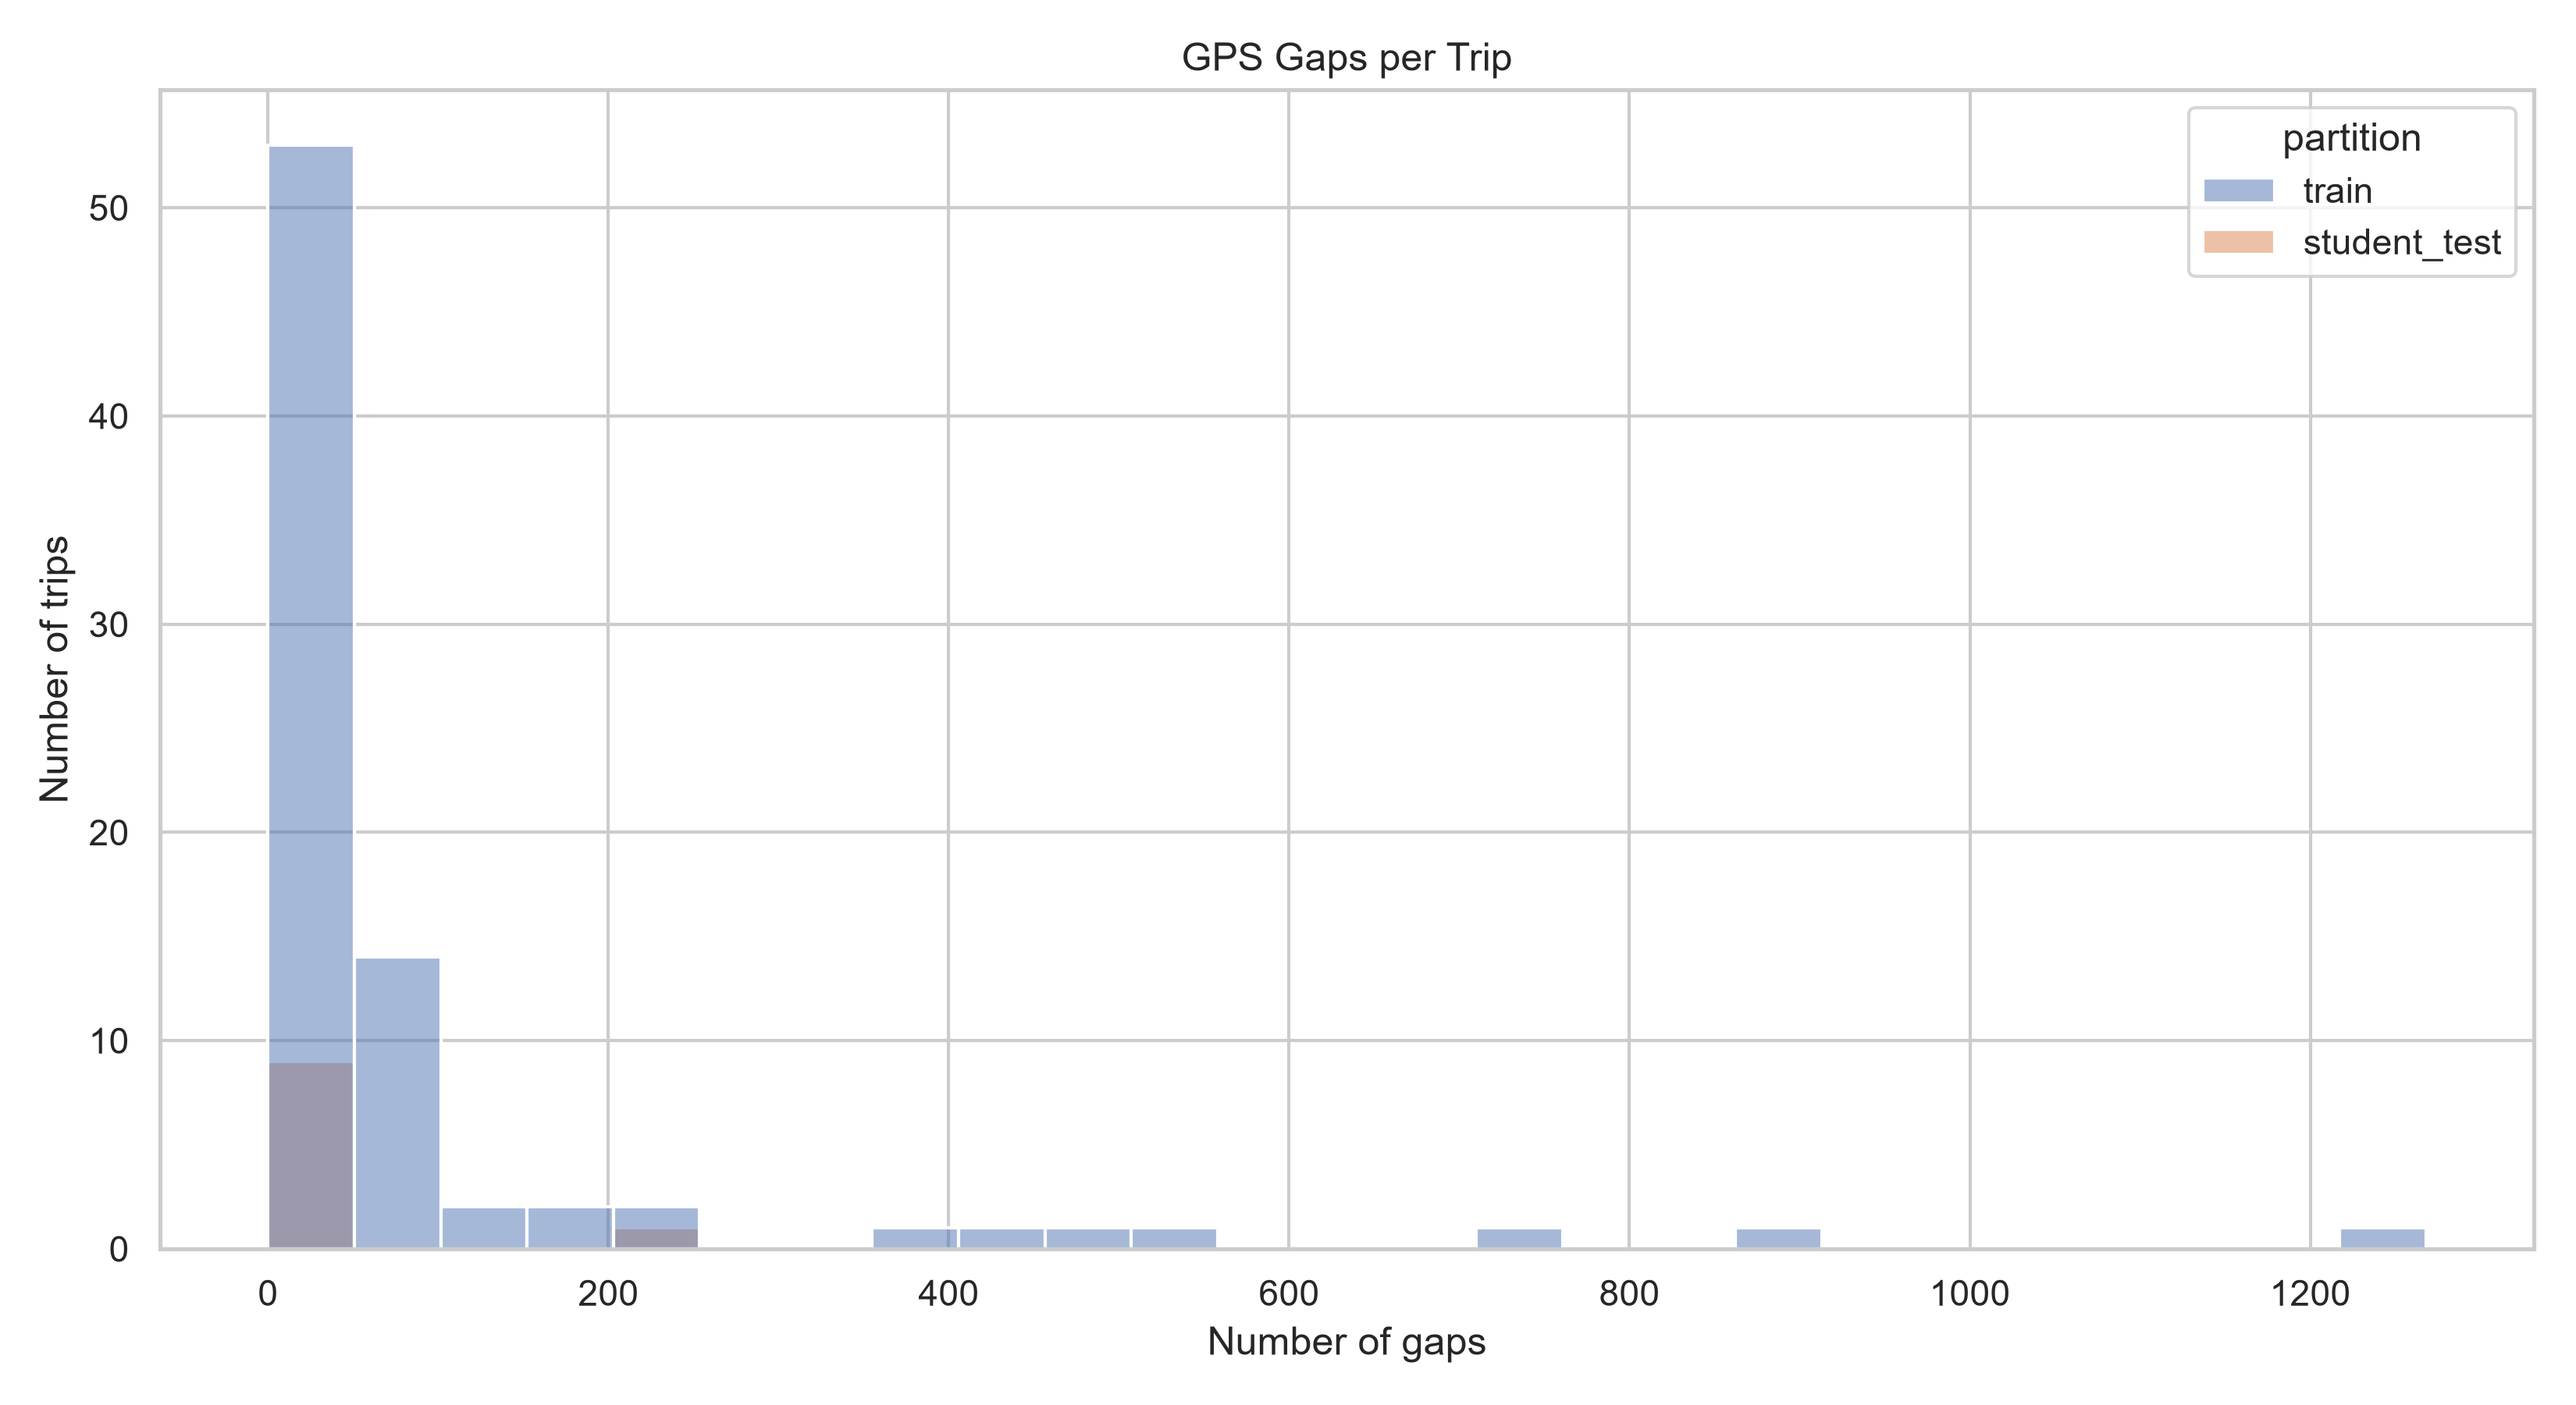 GPS Gaps per Trip
partition
train
student_test
Number of trips
50
40
30
20
10
0
0 200 400 600 800 1000 1200
Number of gaps